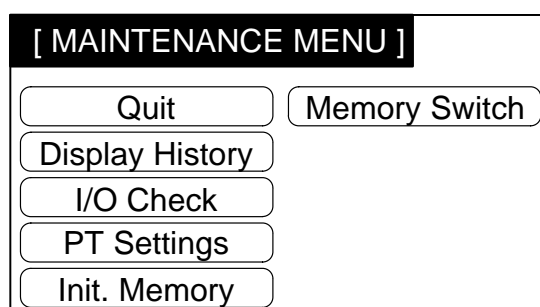 [ MAINTENANCE MENU ]
Quit Memory Switch
Display History
I/O Check
PT Settings
Init. Memory